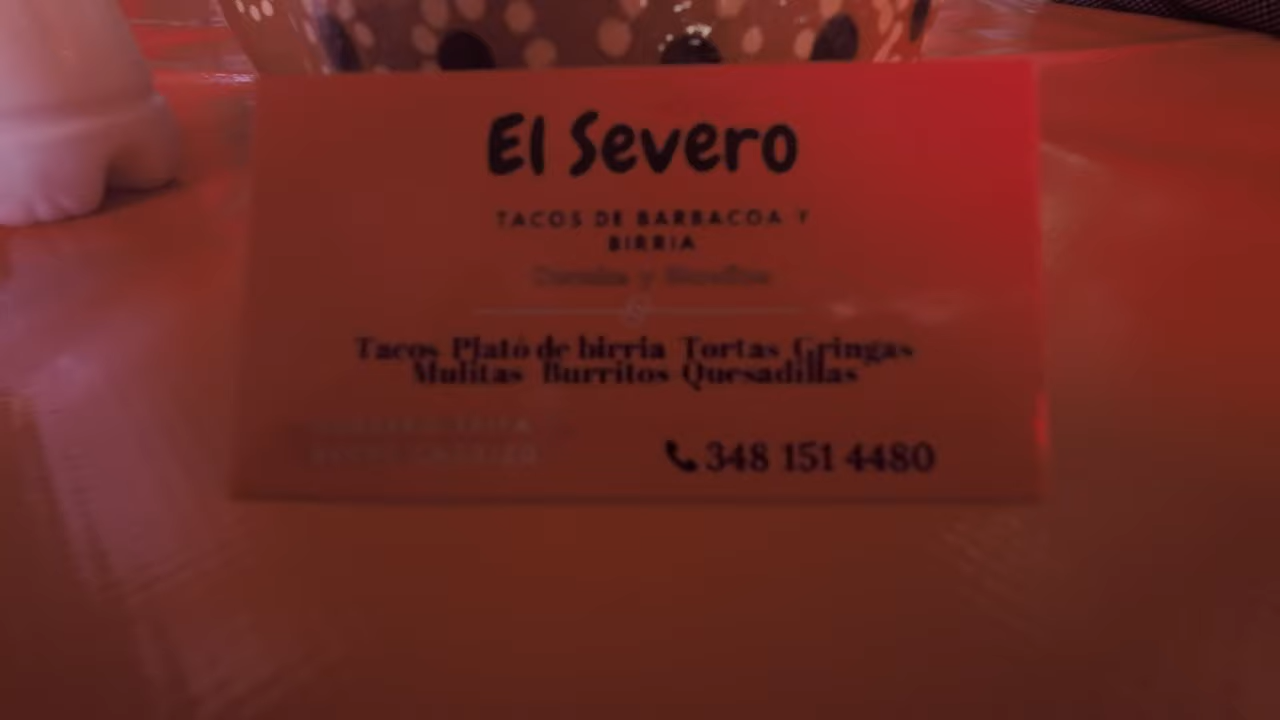 El Severo
TACOS DE BARBACOA Y
BIRRIA
Tacos Plato de birria Tortas Gringas
Mulitas Burritos Quesadillas
348 151 4480